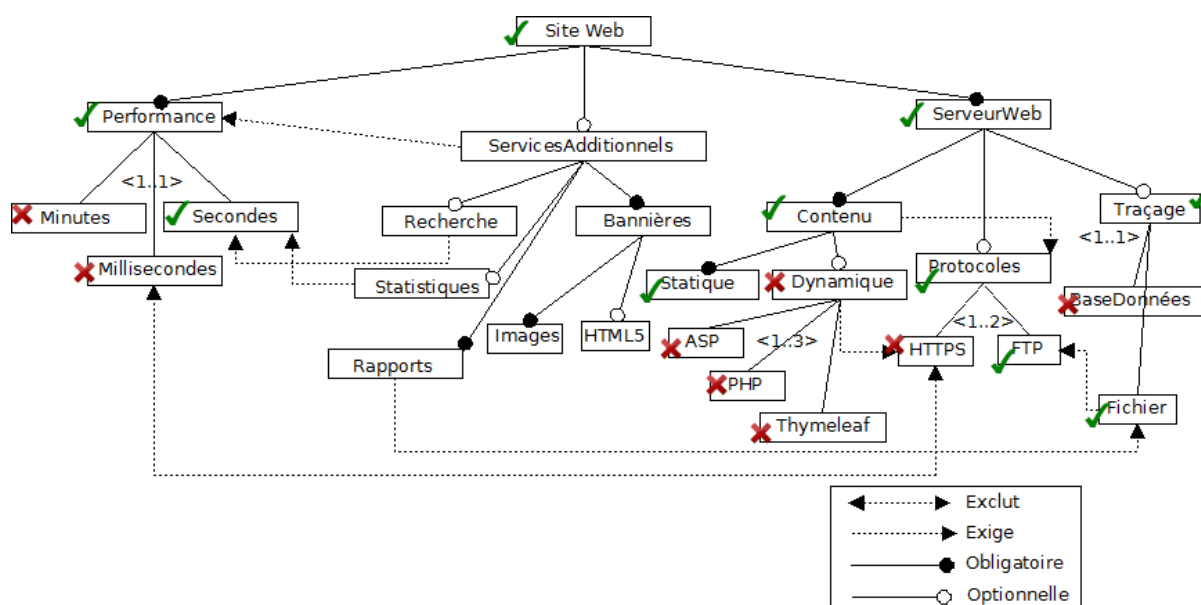 Site Web
Performance
ServeurWeb
ServicesAdditionnels
<1..1>
Minutes
Secondes
Recherche
Bannières
Contenu
Traçage
<1..1>
Millisecondes
Statistiques
Statique
Dynamique
Protocoles
BaseDonnées
Images
HTML5
ASP
<1..3>
HTTPS
<1..2>
FTP
Rapports
PHP
Thymeleaf
Fichier
Exclut
Exige
Obligatoire
Optionnelle